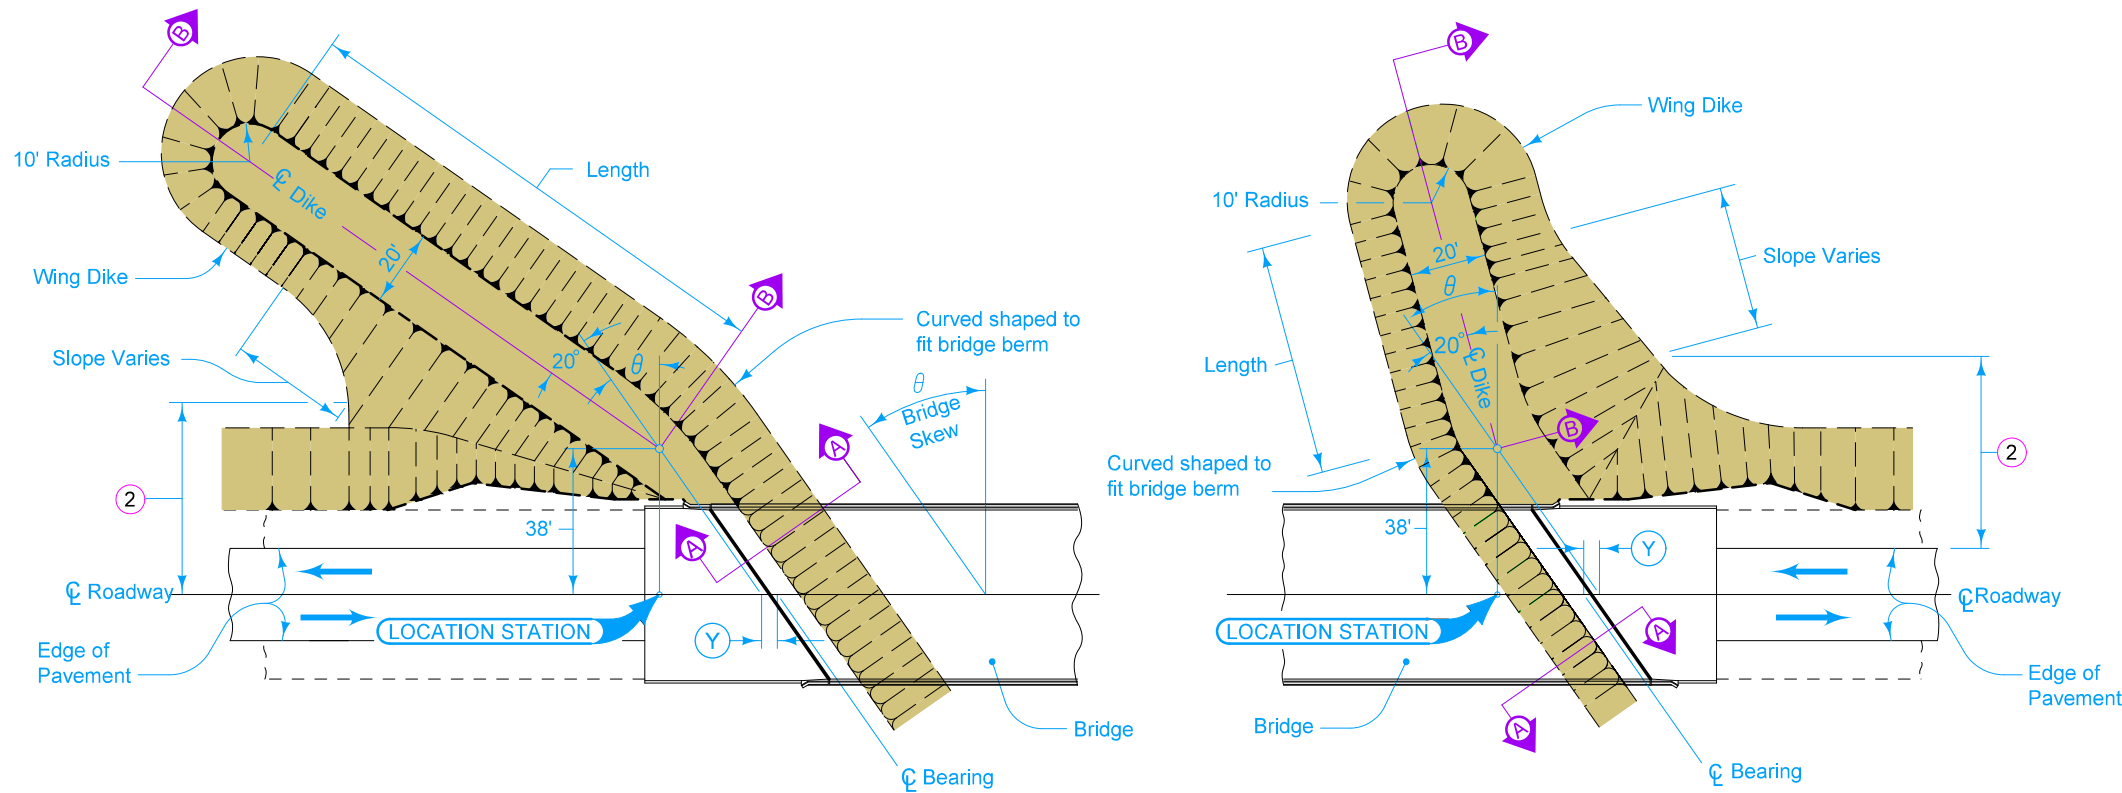 B
10' Radius
Length
℄ Dike
20'
Wing Dike
B
Slope Varies
20°
θ
Curved shaped to
fit bridge berm
θ
Bridge
Skew
A
2
38'
A
℄ Roadway
LOCATION STATION
Y
Edge of
Pavement
Bridge
℄ Bearing
B
Wing Dike
10' Radius
20'
Slope Varies
θ
Length
20°
℄ Dike
B
2
Curved shaped to
fit bridge berm
38'
Y
℄ Roadway
LOCATION STATION
A
Edge of
Pavement
Bridge
A
℄ Bearing